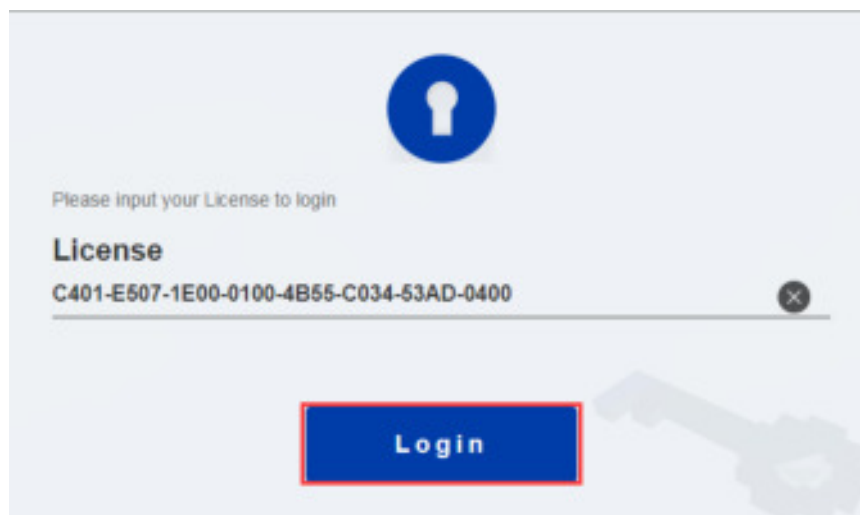 Please input your License to login
License
C401-E507-1E00-0100-4B55-C034-53AD-0400
Login